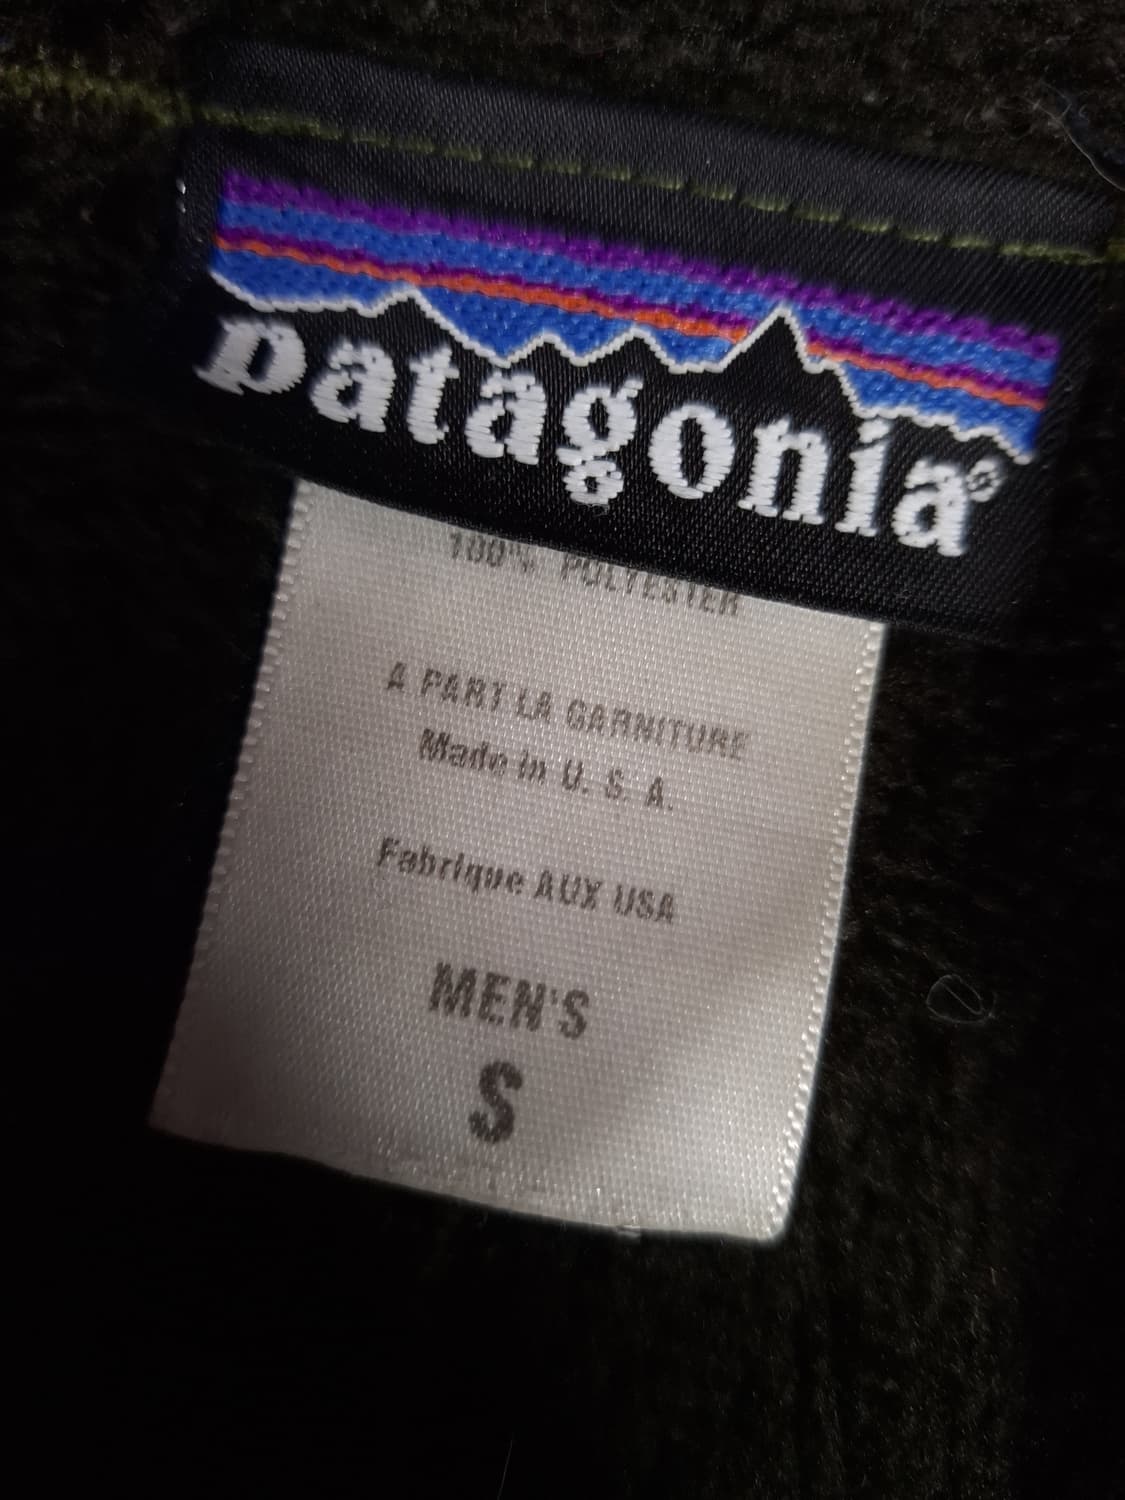 patagonia®
100% POLYESTER
A PART LA GARNITURE
Made in U. S. A.
Fabrique AUX USA
MEN'S
S